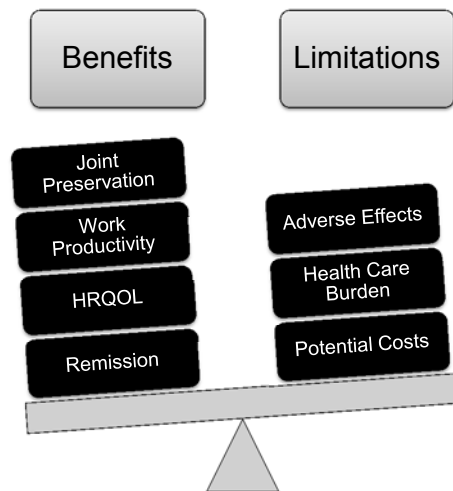 Benefits
Limitations
Joint
Preservation
Work
Productivity
HRQOL
Remission
Adverse Effects
Health Care
Burden
Potential Costs